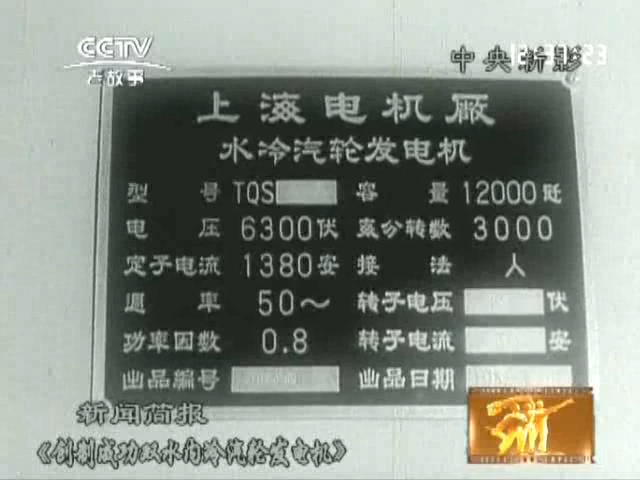 CCTV
老故事
中央新影
上海电机厂
水冷汽轮发电机
型 号 TQS 容 量 12000 瓩
电 压 6300 伏 每分转数 3000
定子电流 1380 安 接 法 人
週 率 50～ 转子电压 伏
功率因数 0.8 转子电流 安
出品编号 出品日期
新闻简报
《创制成功双水内冷汽轮发电机》